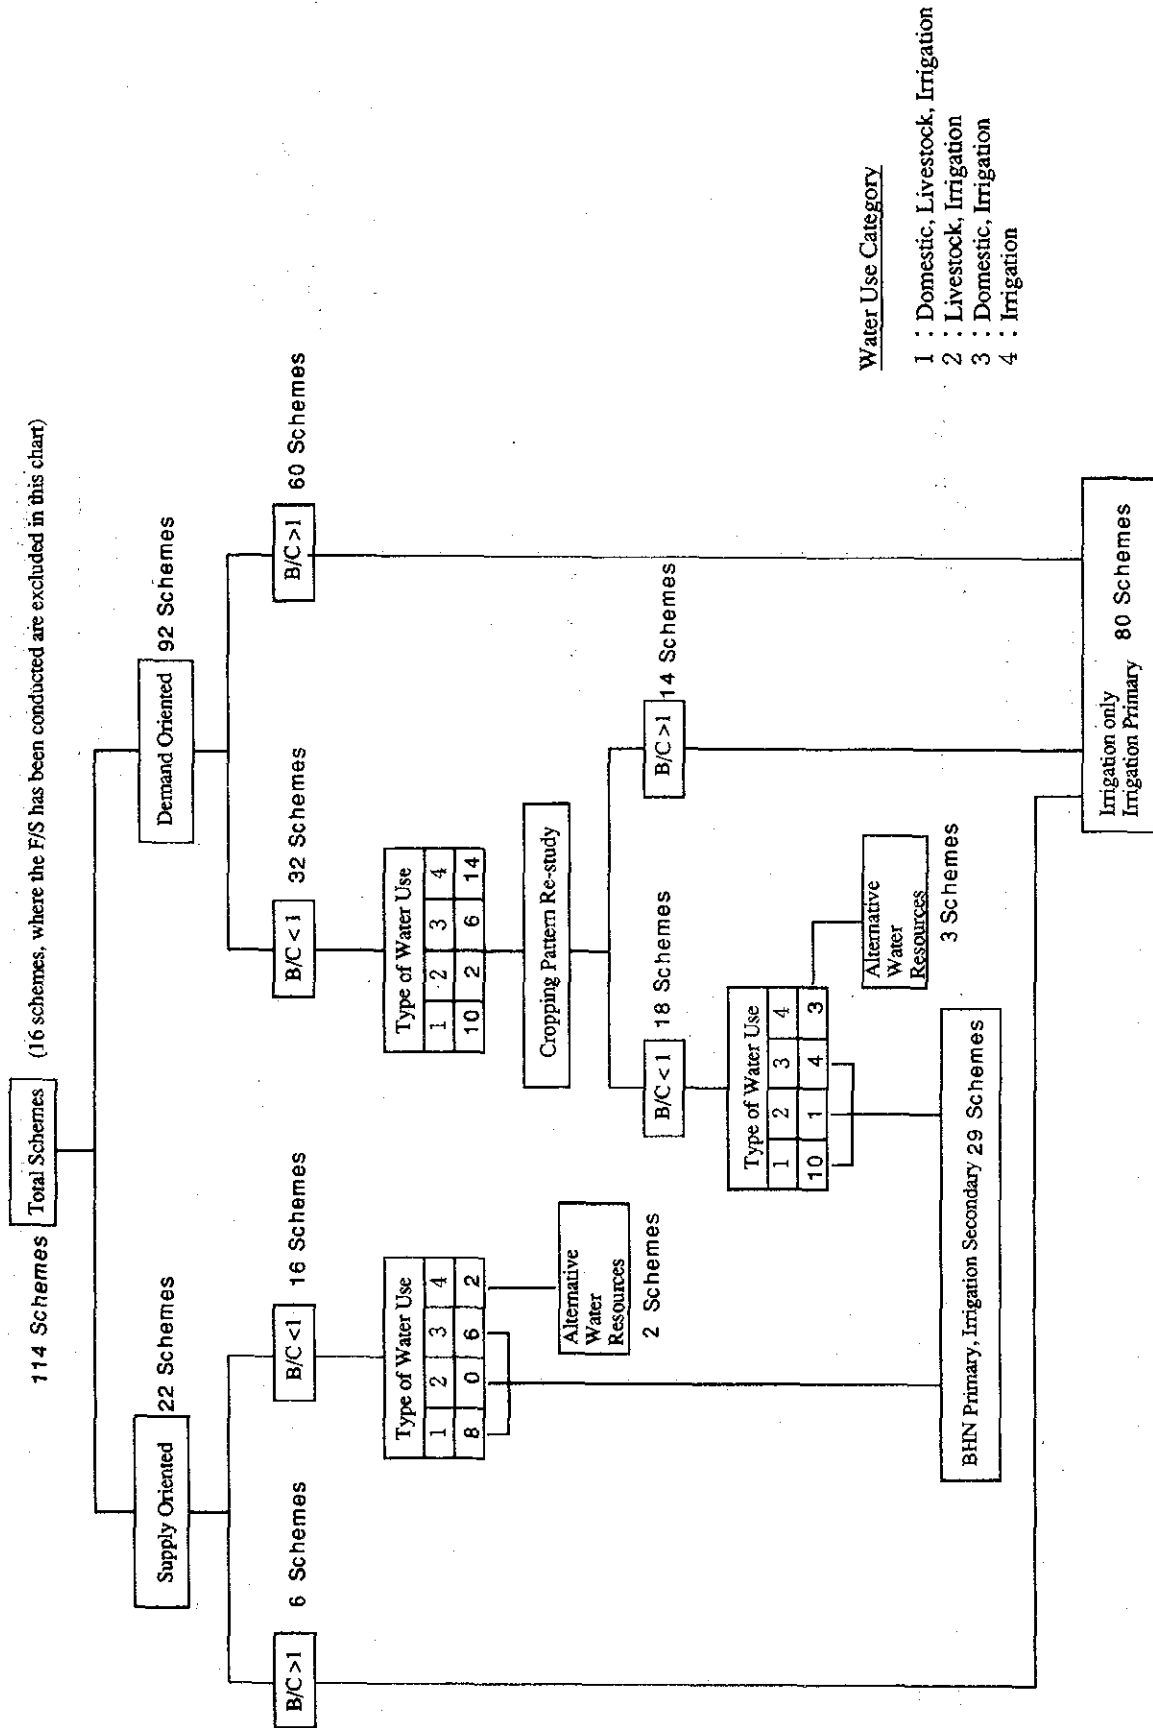 114 Schemes
Total Schemes
(16 schemes, where the F/S has been conducted are excluded in this chart)
Supply Oriented
22 Schemes
Demand Oriented
92 Schemes
B/C>1
6 Schemes
B/C<1
16 Schemes
B/C<1
32 Schemes
B/C>1
60 Schemes
Type of Water Use
1 2 3 4
8 0 6 2
Type of Water Use
1 2 3 4
10 2 6 14
Alternative
Water
Resources
2 Schemes
Cropping Pattern Re-study
B/C<1
18 Schemes
B/C>1
14 Schemes
Type of Water Use
1 2 3 4
10 1 4 3
Alternative
Water
Resources
3 Schemes
BHN Primary, Irrigation Secondary 29 Schemes
Irrigation only
Irrigation Primary 80 Schemes
Water Use Category
1 : Domestic, Livestock, Irrigation
2 : Livestock, Irrigation
3 : Domestic, Irrigation
4 : Irrigation